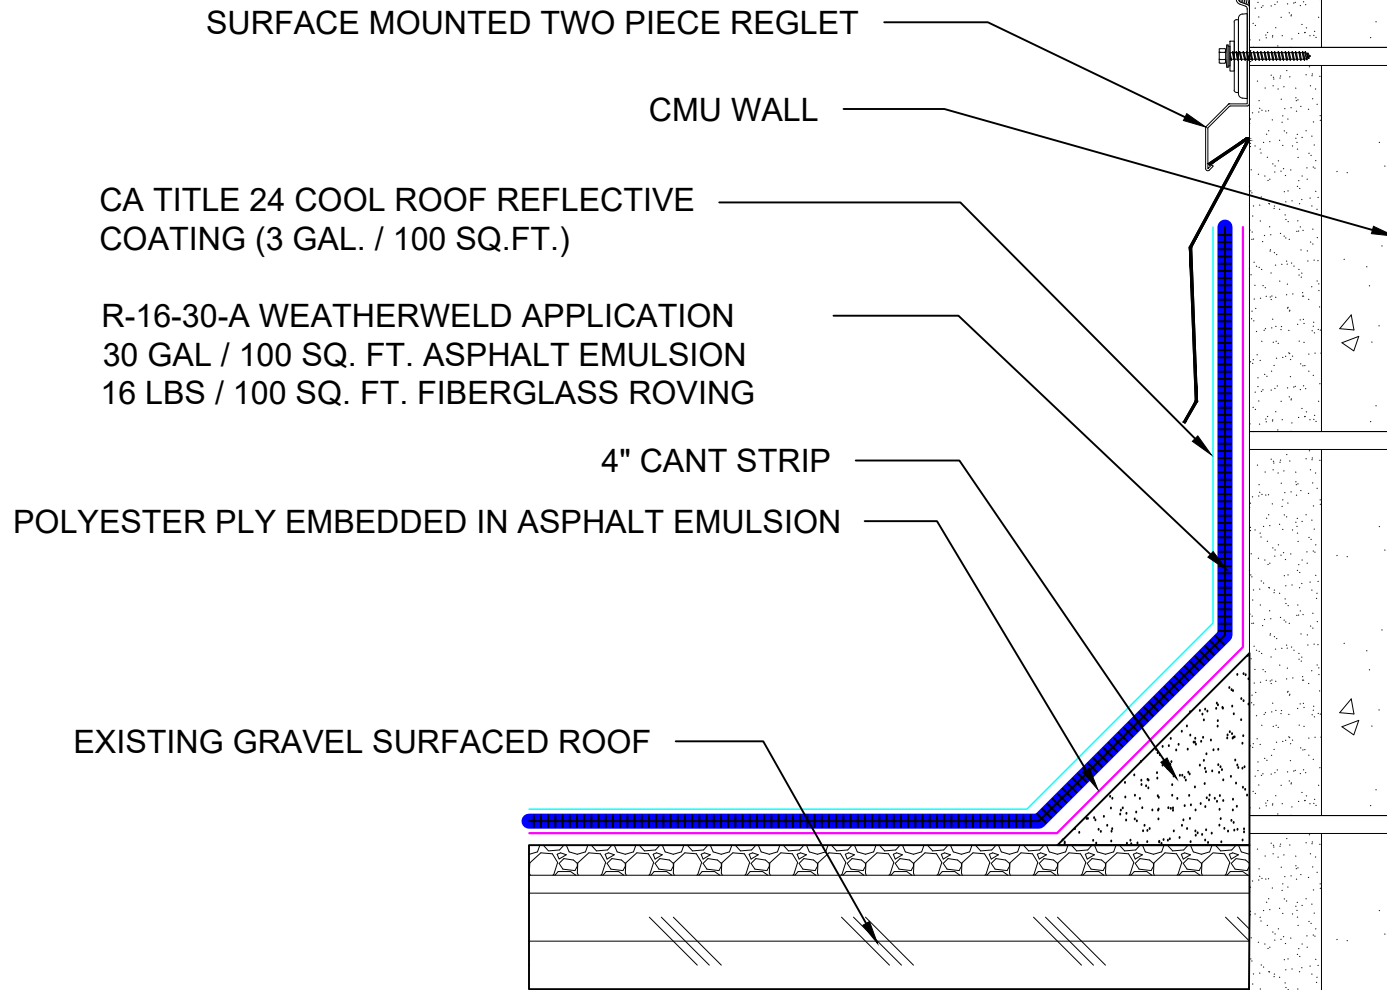 SURFACE MOUNTED TWO PIECE REGLET
CMU WALL
CA TITLE 24 COOL ROOF REFLECTIVE
COATING (3 GAL. / 100 SQ.FT.)
R-16-30-A WEATHERWELD APPLICATION
30 GAL / 100 SQ. FT. ASPHALT EMULSION
16 LBS / 100 SQ. FT. FIBERGLASS ROVING
4" CANT STRIP
POLYESTER PLY EMBEDDED IN ASPHALT EMULSION
EXISTING GRAVEL SURFACED ROOF